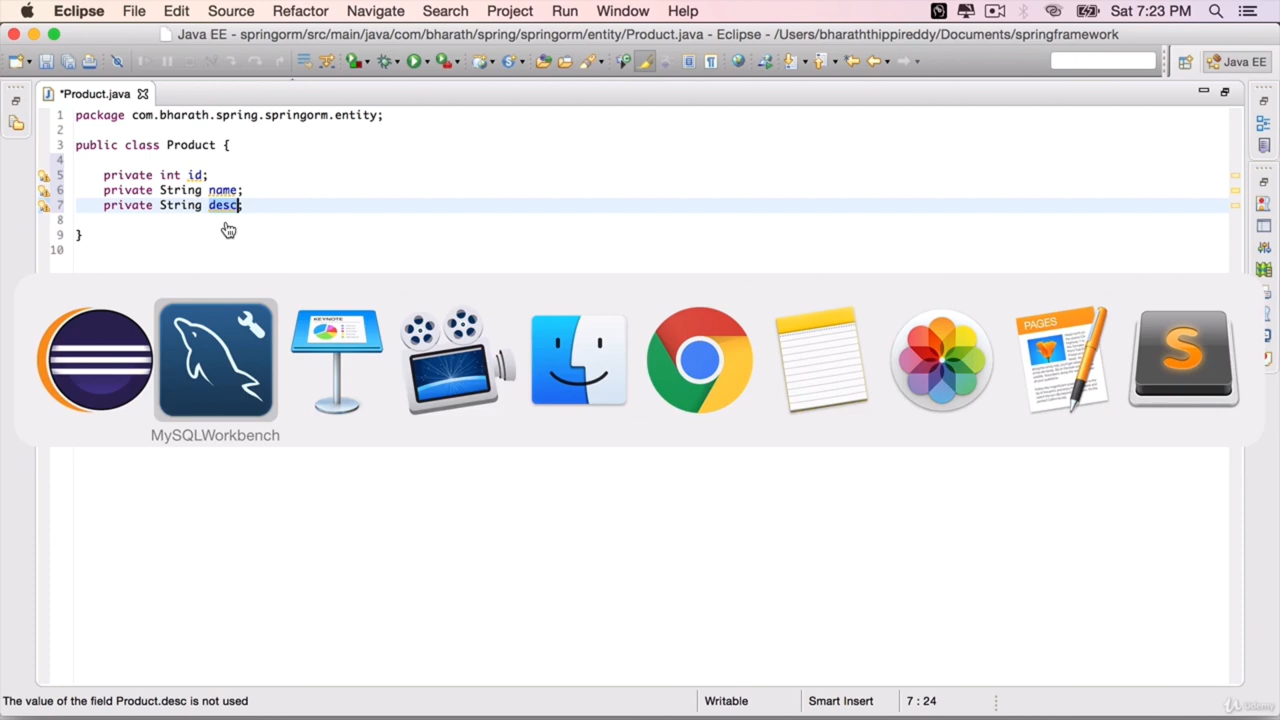 Eclipse File Edit Source Refactor Navigate Search Project Run Window Help Sat 7:23 PM
Java EE - springorm/src/main/java/com/bharath/spring/springorm/entity/Product.java - Eclipse - /Users/bharaththippireddy/Documents/springframework
Java EE
*Product.java
1 package com.bharath.spring.springorm.entity;
2
3 public class Product {
4
5 private int id;
6 private String name;
7 private String desc;
8
9 }
10
KEYNOTE
PAGES
S
MySQLWorkbench
The value of the field Product.desc is not used Writable Smart Insert 7 : 24
Udemy